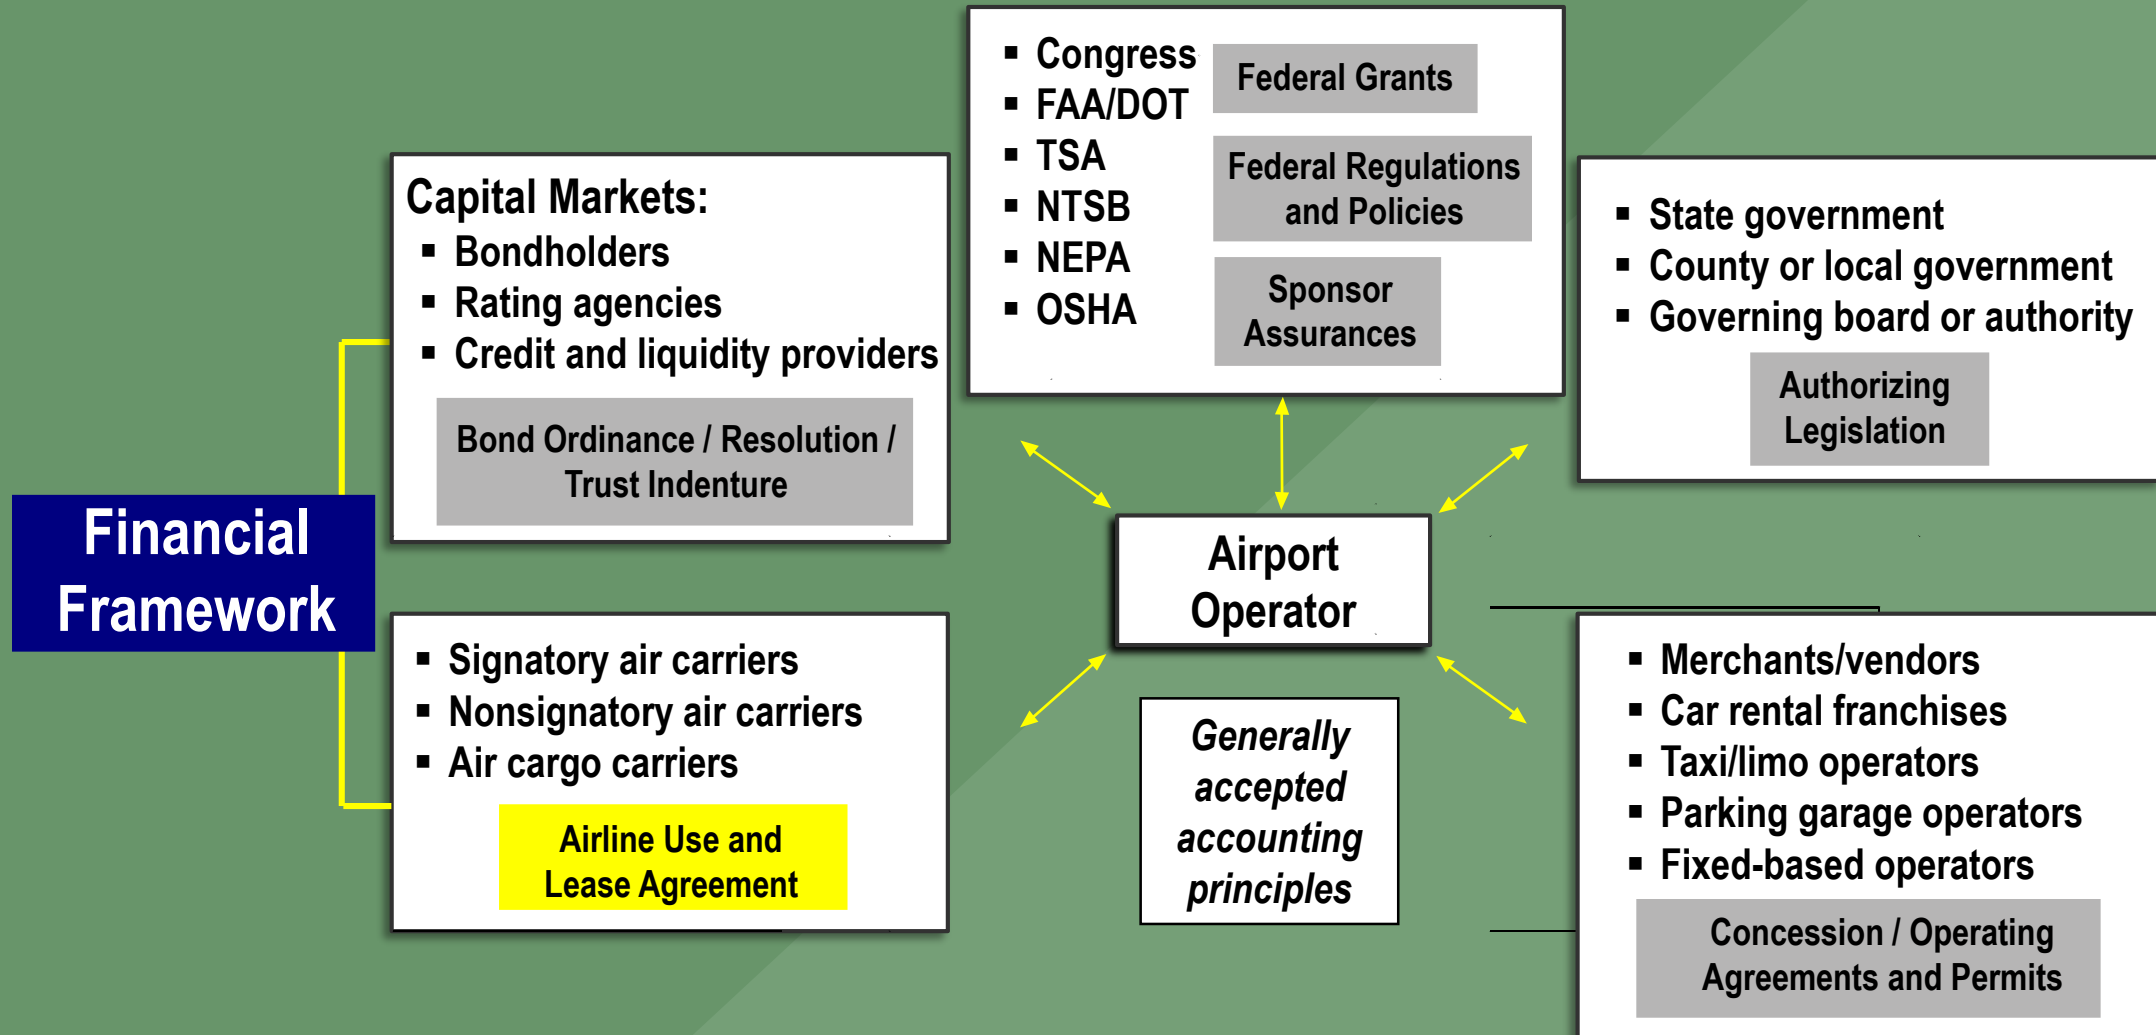 Financial
Framework
Capital Markets:
▪ Bondholders
▪ Rating agencies
▪ Credit and liquidity providers
Bond Ordinance / Resolution /
Trust Indenture
▪ Congress
▪ FAA/DOT
▪ TSA
▪ NTSB
▪ NEPA
▪ OSHA
Federal Grants
Federal Regulations
and Policies
Sponsor
Assurances
▪ State government
▪ County or local government
▪ Governing board or authority
Authorizing
Legislation
Airport
Operator
▪ Signatory air carriers
▪ Nonsignatory air carriers
▪ Air cargo carriers
Airline Use and
Lease Agreement
Generally
accepted
accounting
principles
▪ Merchants/vendors
▪ Car rental franchises
▪ Taxi/limo operators
▪ Parking garage operators
▪ Fixed-based operators
Concession / Operating
Agreements and Permits